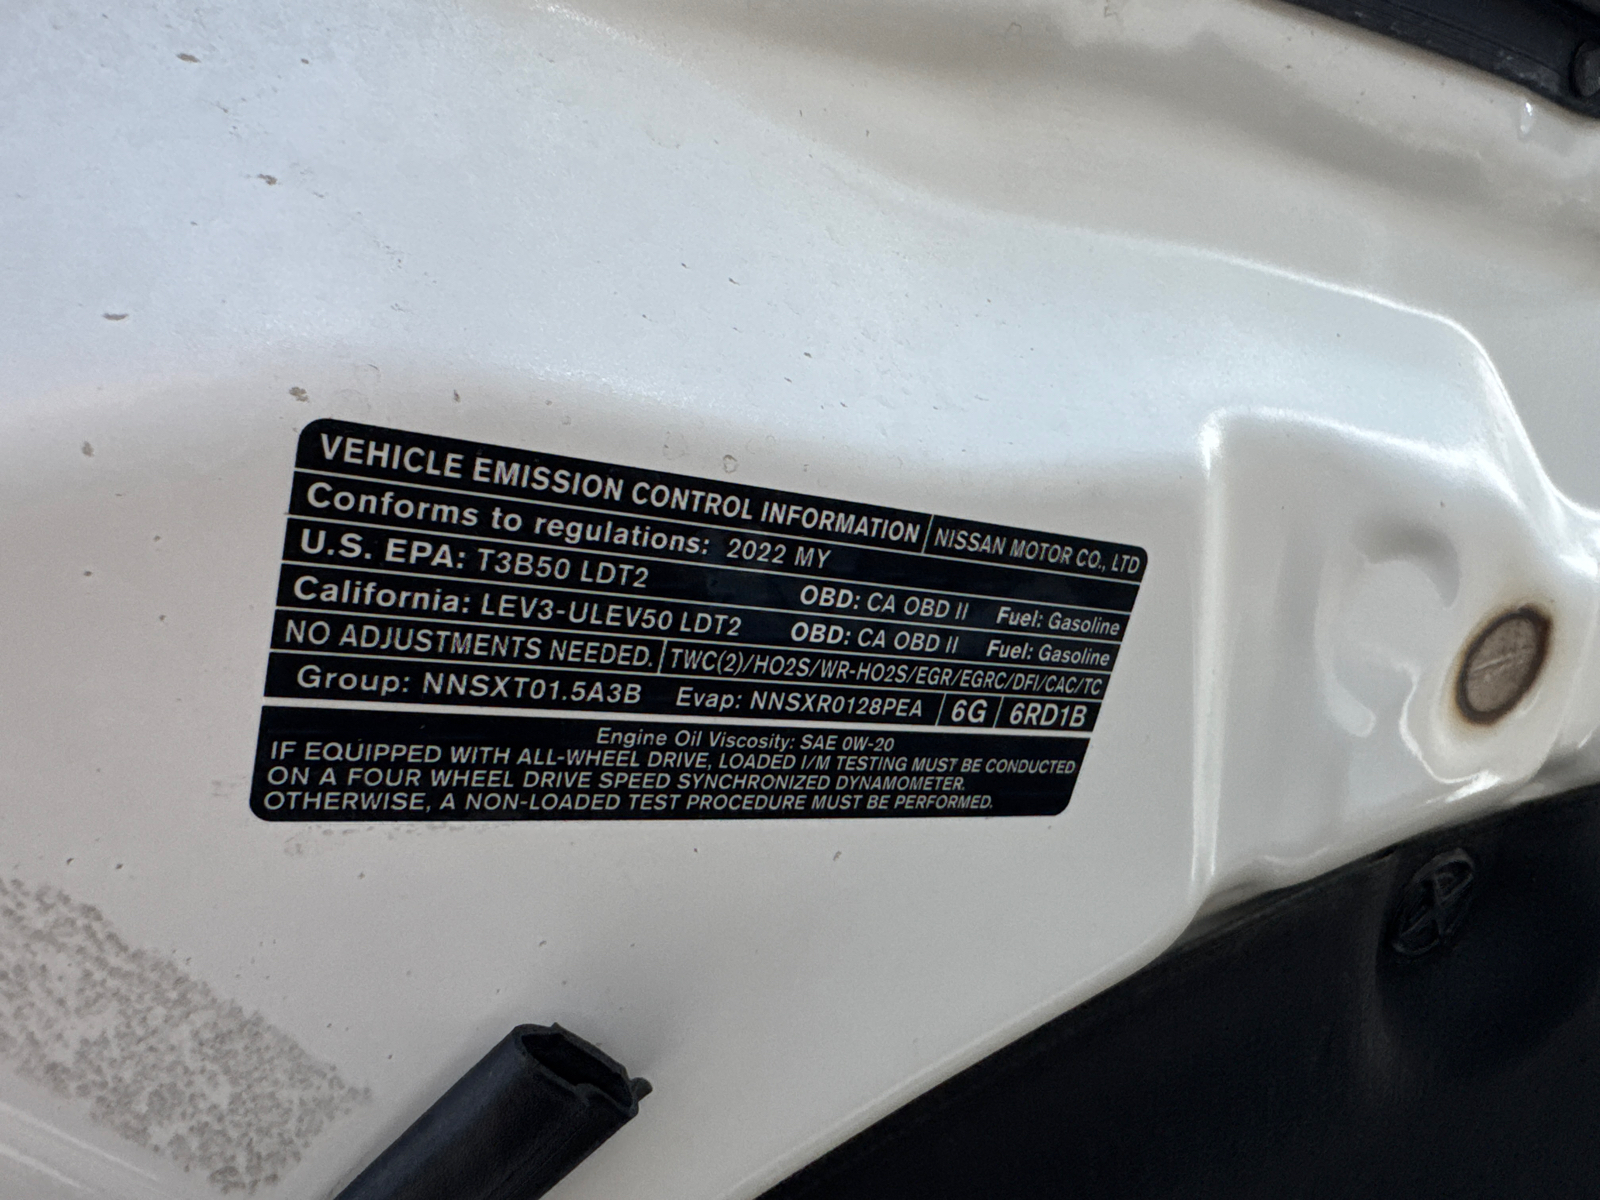 VEHICLE EMISSION CONTROL INFORMATION NISSAN MOTOR CO., LTD
Conforms to regulations: 2022 MY
U.S. EPA: T3B50 LDT2 OBD: CA OBD II Fuel: Gasoline
California: LEV3-ULEV50 LDT2 OBD: CA OBD II Fuel: Gasoline
NO ADJUSTMENTS NEEDED. TWC(2)/HO2S/WR-HO2S/EGR/EGRC/DFI/CAC/TC
Group: NNSXT01.5A3B Evap: NNSXR0128PEA 6G 6RD1B
Engine Oil Viscosity: SAE 0W-20
IF EQUIPPED WITH ALL-WHEEL DRIVE, LOADED I/M TESTING MUST BE CONDUCTED
ON A FOUR WHEEL DRIVE SPEED SYNCHRONIZED DYNAMOMETER.
OTHERWISE, A NON-LOADED TEST PROCEDURE MUST BE PERFORMED.